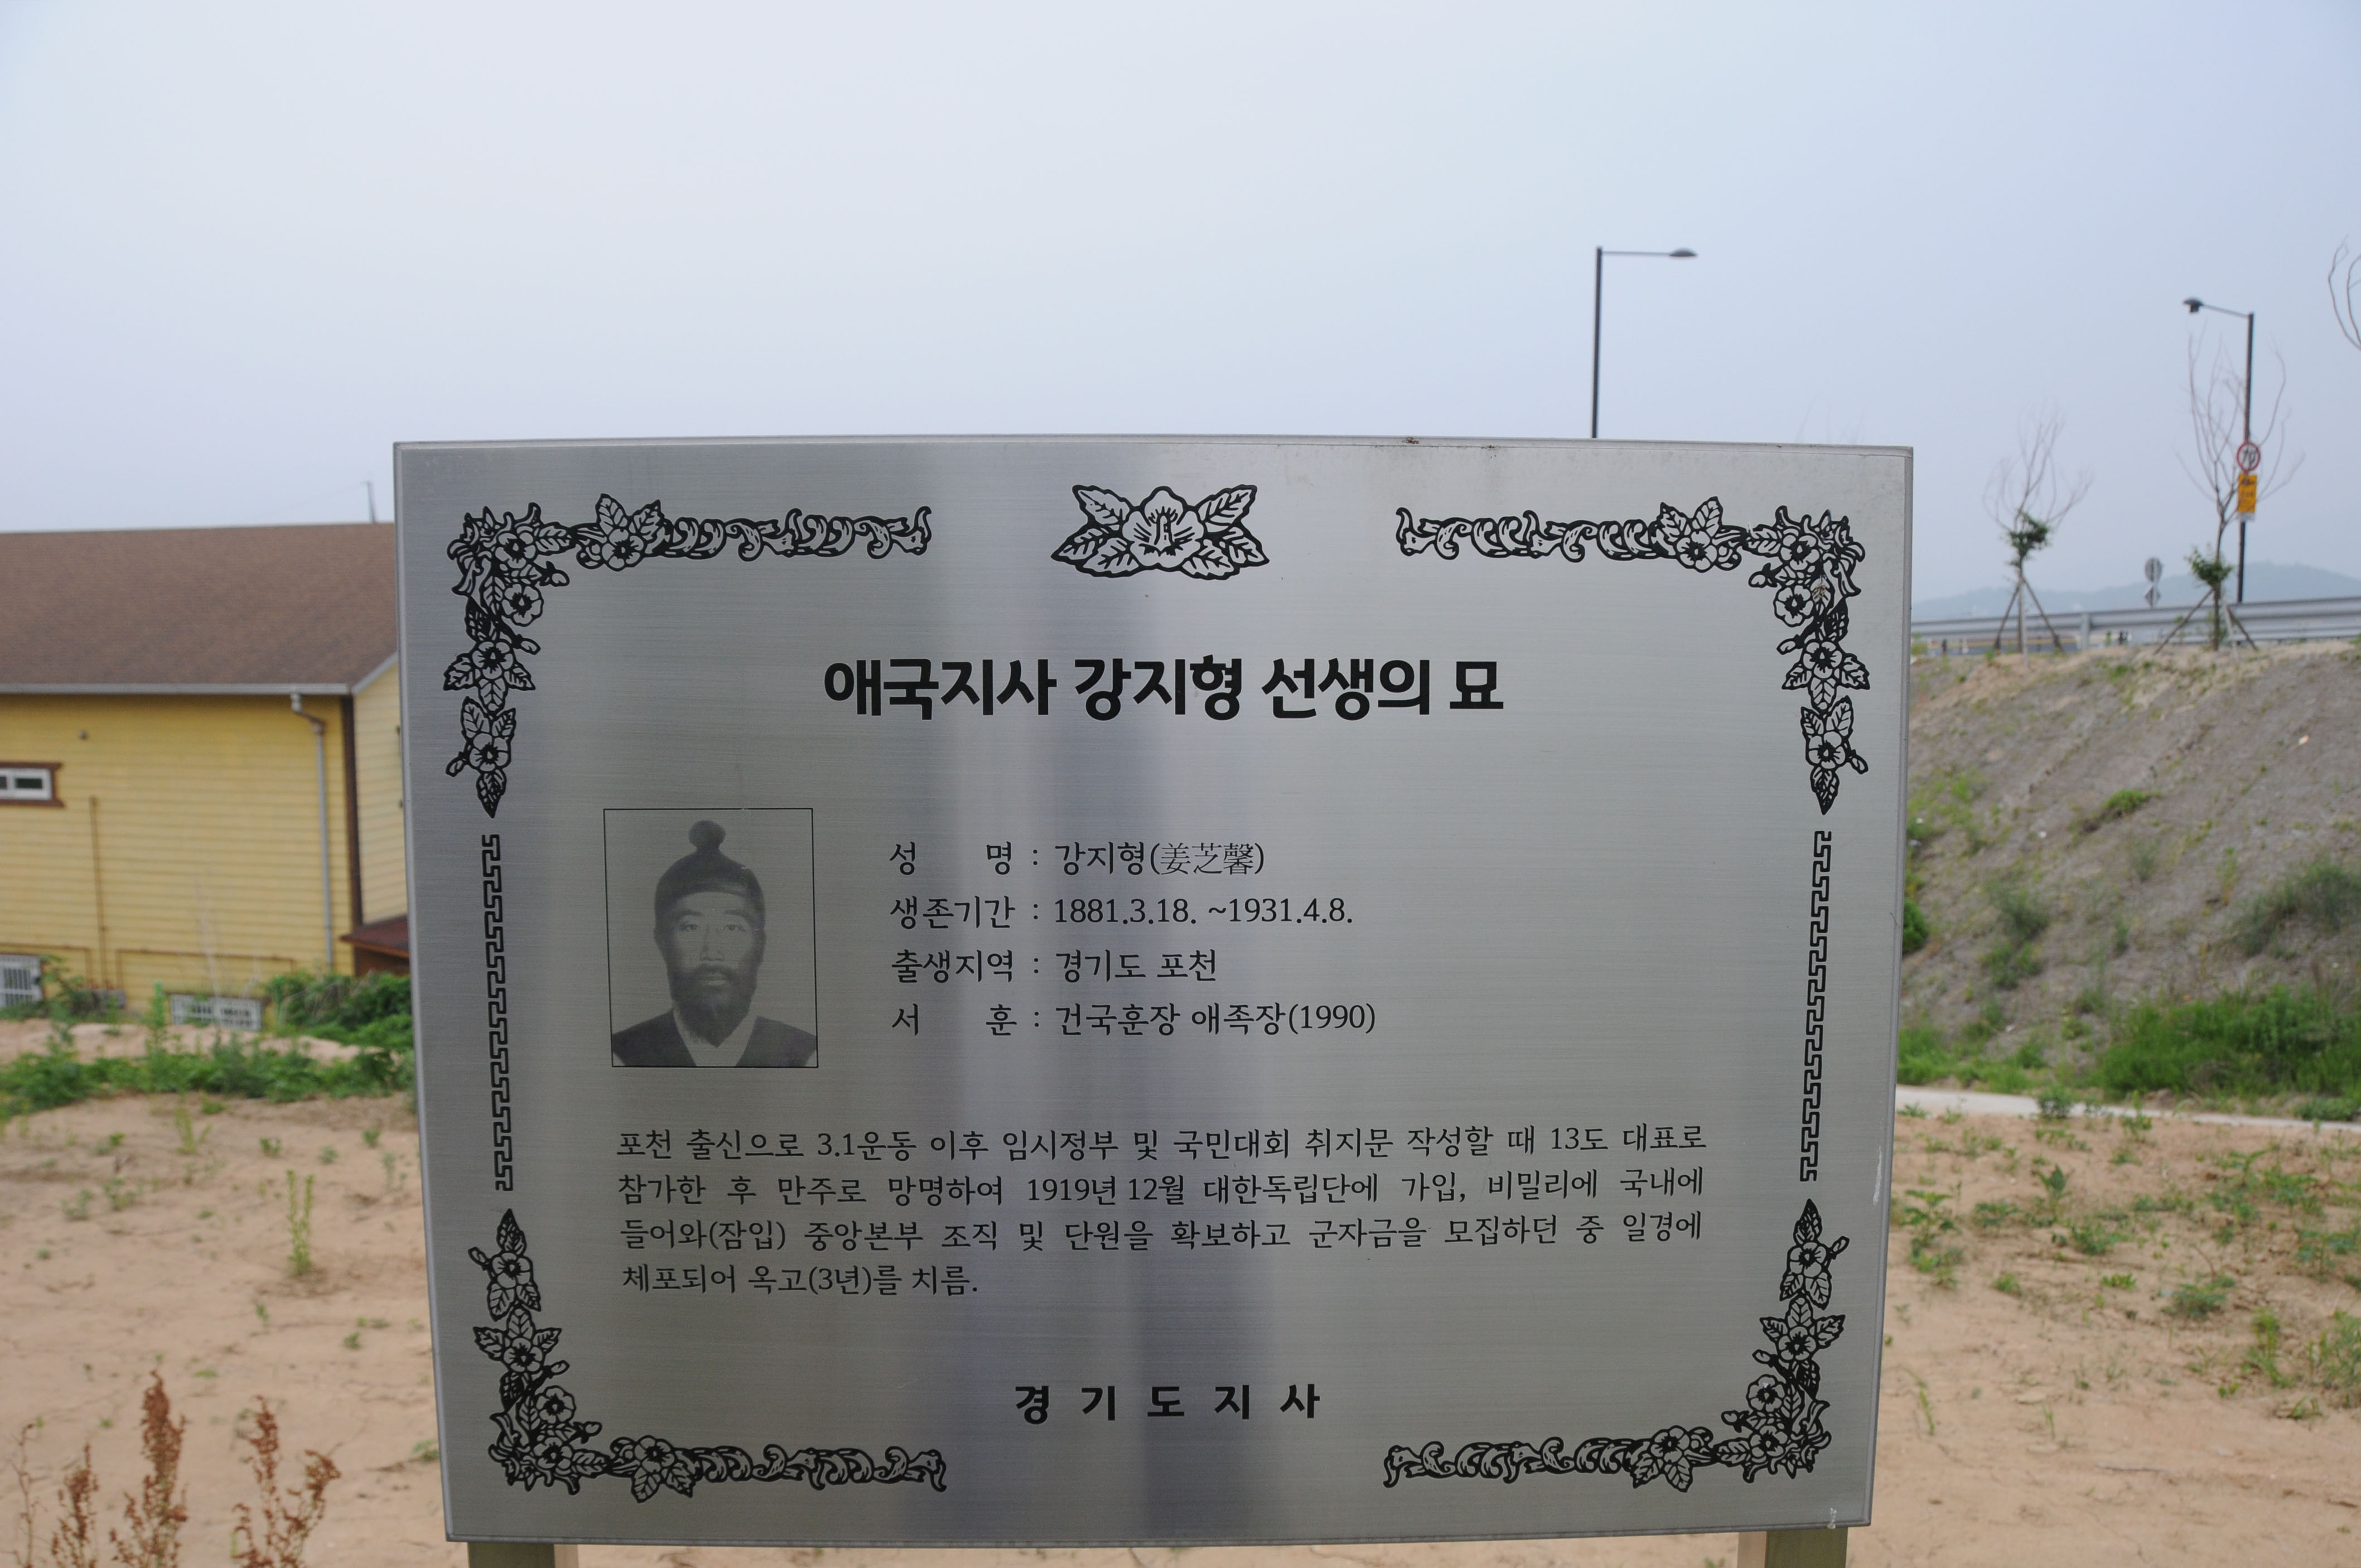 애국지사 강지형 선생의 묘
성 명 : 강지형(姜芝馨)
생존기간 : 1881.3.18. ~1931.4.8.
출생지역 : 경기도 포천
서 훈 : 건국훈장 애족장(1990)
포천 출신으로 3.1운동 이후 임시정부 및 국민대회 취지문 작성할 때 13도 대표로
참가한 후 만주로 망명하여 1919년 12월 대한독립단에 가입, 비밀리에 국내에
들어와(잠입) 중앙본부 조직 및 단원을 확보하고 군자금을 모집하던 중 일경에
체포되어 옥고(3년)를 치름.
경 기 도 지 사